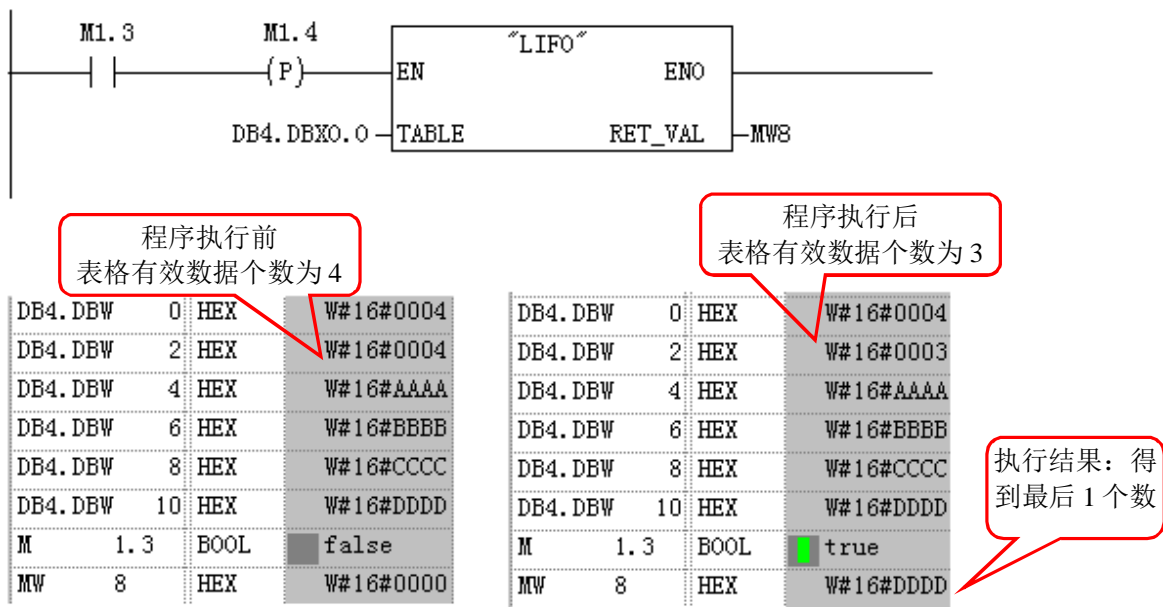 M1.3 M1.4 "LIFO"
(P) EN ENO
DB4.DBX0.0 TABLE RET_VAL MW8
程序执行前
表格有效数据个数为 4
程序执行后
表格有效数据个数为 3
DB4.DBW 0 HEX W#16#0004
DB4.DBW 2 HEX W#16#0004
DB4.DBW 4 HEX W#16#AAAA
DB4.DBW 6 HEX W#16#BBBB
DB4.DBW 8 HEX W#16#CCCC
DB4.DBW 10 HEX W#16#DDDD
M 1.3 BOOL false
MW 8 HEX W#16#0000
DB4.DBW 0 HEX W#16#0004
DB4.DBW 2 HEX W#16#0003
DB4.DBW 4 HEX W#16#AAAA
DB4.DBW 6 HEX W#16#BBBB
DB4.DBW 8 HEX W#16#CCCC
DB4.DBW 10 HEX W#16#DDDD
M 1.3 BOOL true
MW 8 HEX W#16#DDDD
执行结果：得
到最后 1 个数